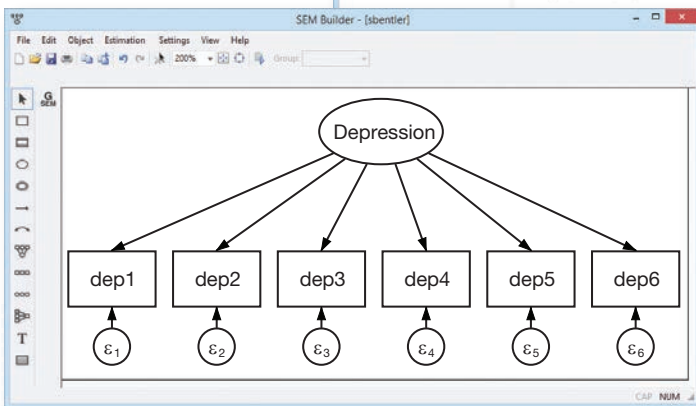 SEM Builder - [sbentler]
File Edit Object Estimation Settings View Help
200% Group:
G
SEM
Depression
dep1 dep2 dep3 dep4 dep5 dep6
ε1 ε2 ε3 ε4 ε5 ε6
T
CAP NUM